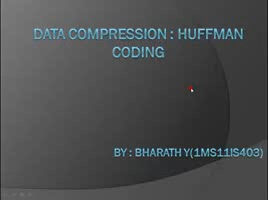 DATA COMPRESSION : HUFFMAN
CODING
BY : BHARATH Y(1MS11IS403)